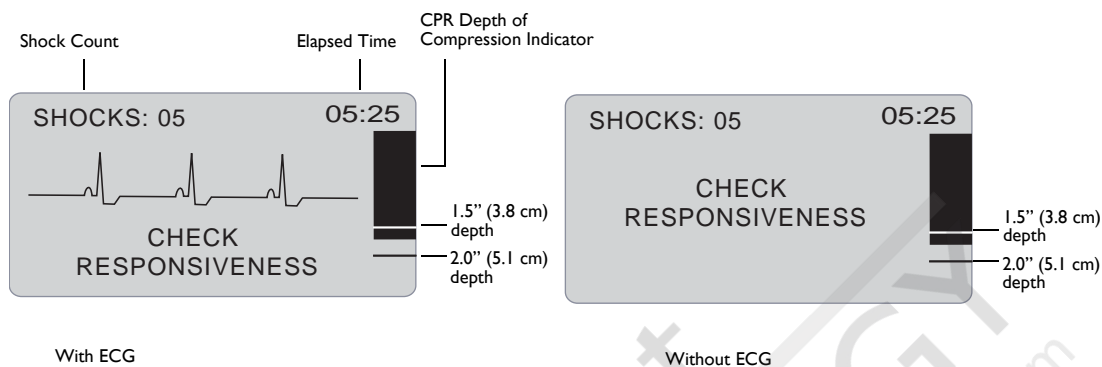 CPR Depth of
Compression Indicator
Shock Count
Elapsed Time
SHOCKS: 05
05:25
CHECK
RESPONSIVENESS
1.5” (3.8 cm)
depth
2.0” (5.1 cm)
depth
With ECG
SHOCKS: 05
05:25
CHECK
RESPONSIVENESS
1.5” (3.8 cm)
depth
2.0” (5.1 cm)
depth
Without ECG